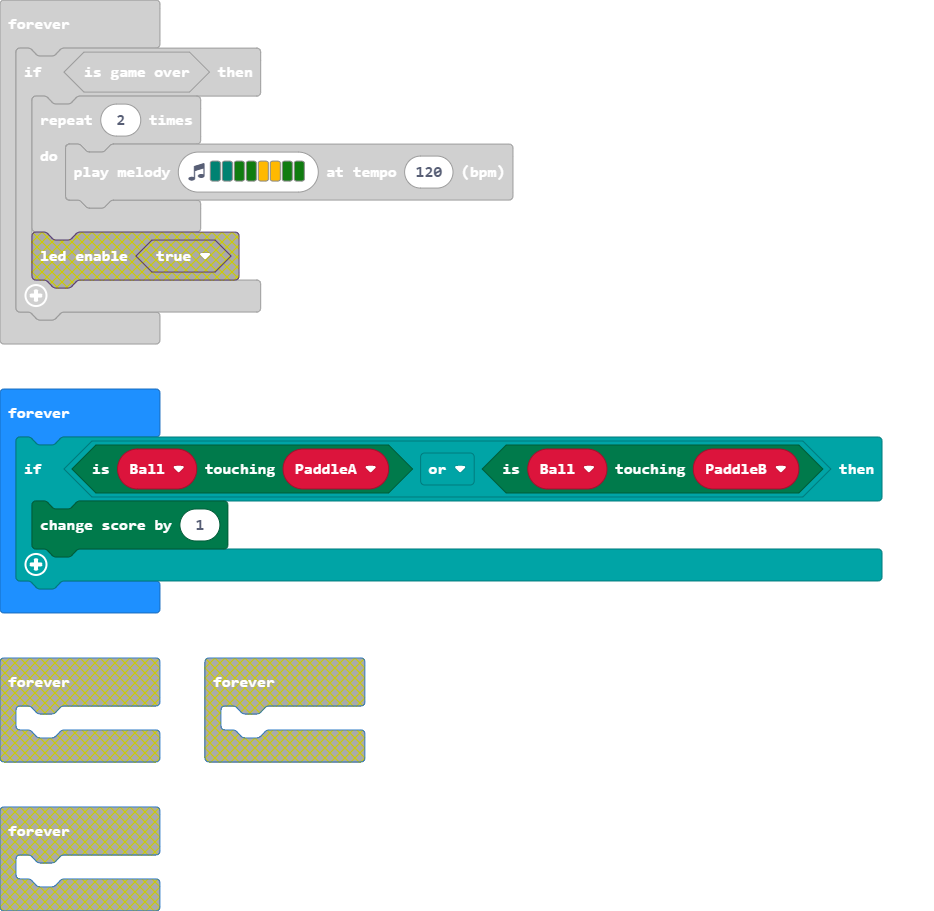 forever
if is game over then
repeat 2 times
do
play melody at tempo 120 (bpm)
led enable true
forever
if is Ball touching PaddleA or is Ball touching PaddleB then
change score by 1
forever forever
forever